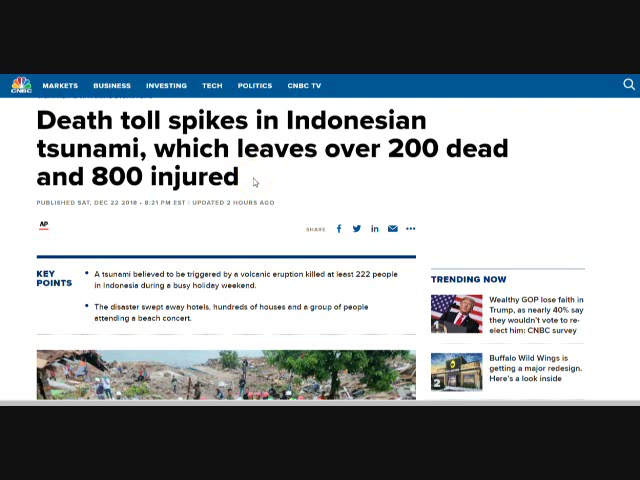 CNBC
MARKETS BUSINESS INVESTING TECH POLITICS CNBC TV
Death toll spikes in Indonesian
tsunami, which leaves over 200 dead
and 800 injured
PUBLISHED SAT, DEC 22 2018 • 8:21 PM EST | UPDATED 2 HOURS AGO
AP
SHARE
KEY
POINTS
• A tsunami believed to be triggered by a volcanic eruption killed at least 222 people
in Indonesia during a busy holiday weekend.
• The disaster swept away hotels, hundreds of houses and a group of people
attending a beach concert.
TRENDING NOW
Wealthy GOP lose faith in
Trump, as nearly 40% say
they wouldn't vote to re-
elect him: CNBC survey
2
Buffalo Wild Wings is
getting a major redesign.
Here's a look inside